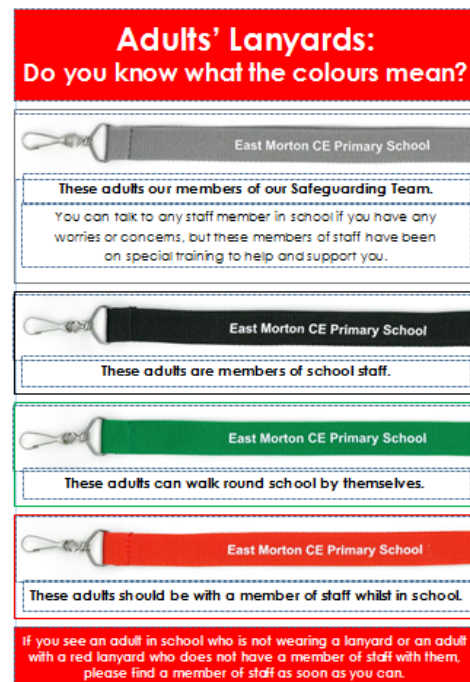 Adults' Lanyards:
Do you know what the colours mean?
East Morton CE Primary School
These adults our members of our Safeguarding Team.
You can talk to any staff member in school if you have any
worries or concerns, but these members of staff have been
on special training to help and support you.
East Morton CE Primary School
These adults are members of school staff.
East Morton CE Primary School
These adults can walk round school by themselves.
East Morton CE Primary School
These adults should be with a member of staff whilst in school.
If you see an adult in school who is not wearing a lanyard or an adult
with a red lanyard who does not have a member of staff with them,
please find a member of staff as soon as you can.